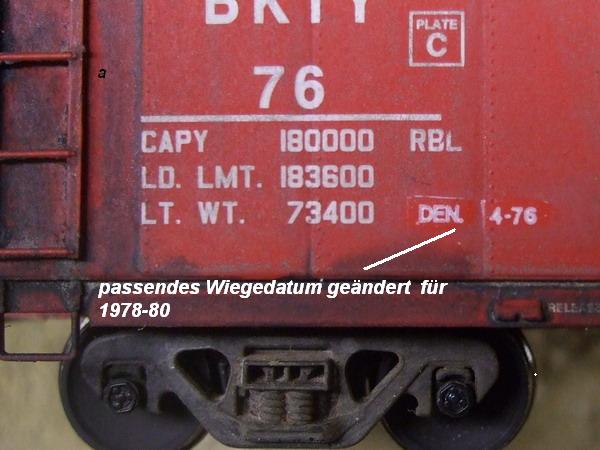 BKTY
PLATE
C
a
76
CAPY 180000 RBL
LD. LMT. 183600
LT. WT. 73400 DEN. 4-76
passendes Wiegedatum geändert für
1978-80